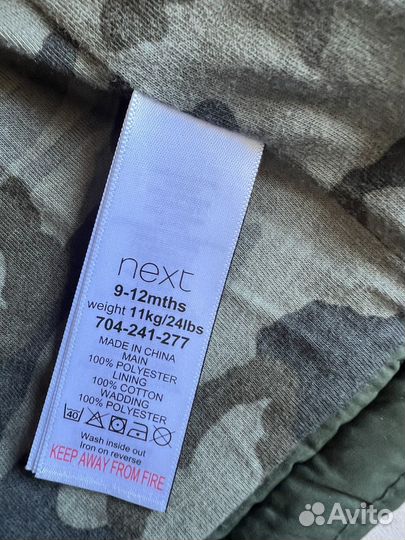 next
9-12mths
weight 11kg/24lbs
704-241-277
MADE IN CHINA
MAIN
100% POLYESTER
LINING
100% COTTON
WADDING
100% POLYESTER
40
Wash inside out
Iron on reverse
KEEP AWAY FROM FIRE
Avito